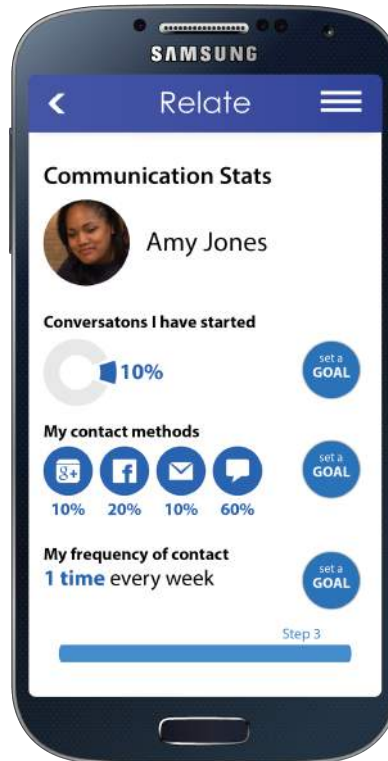 SAMSUNG
Relate
Communication Stats
Amy Jones
Conversatons I have started
10%
set a
GOAL
My contact methods
g+ f
10% 20% 10% 60%
set a
GOAL
My frequency of contact
1 time every week
set a
GOAL
Step 3